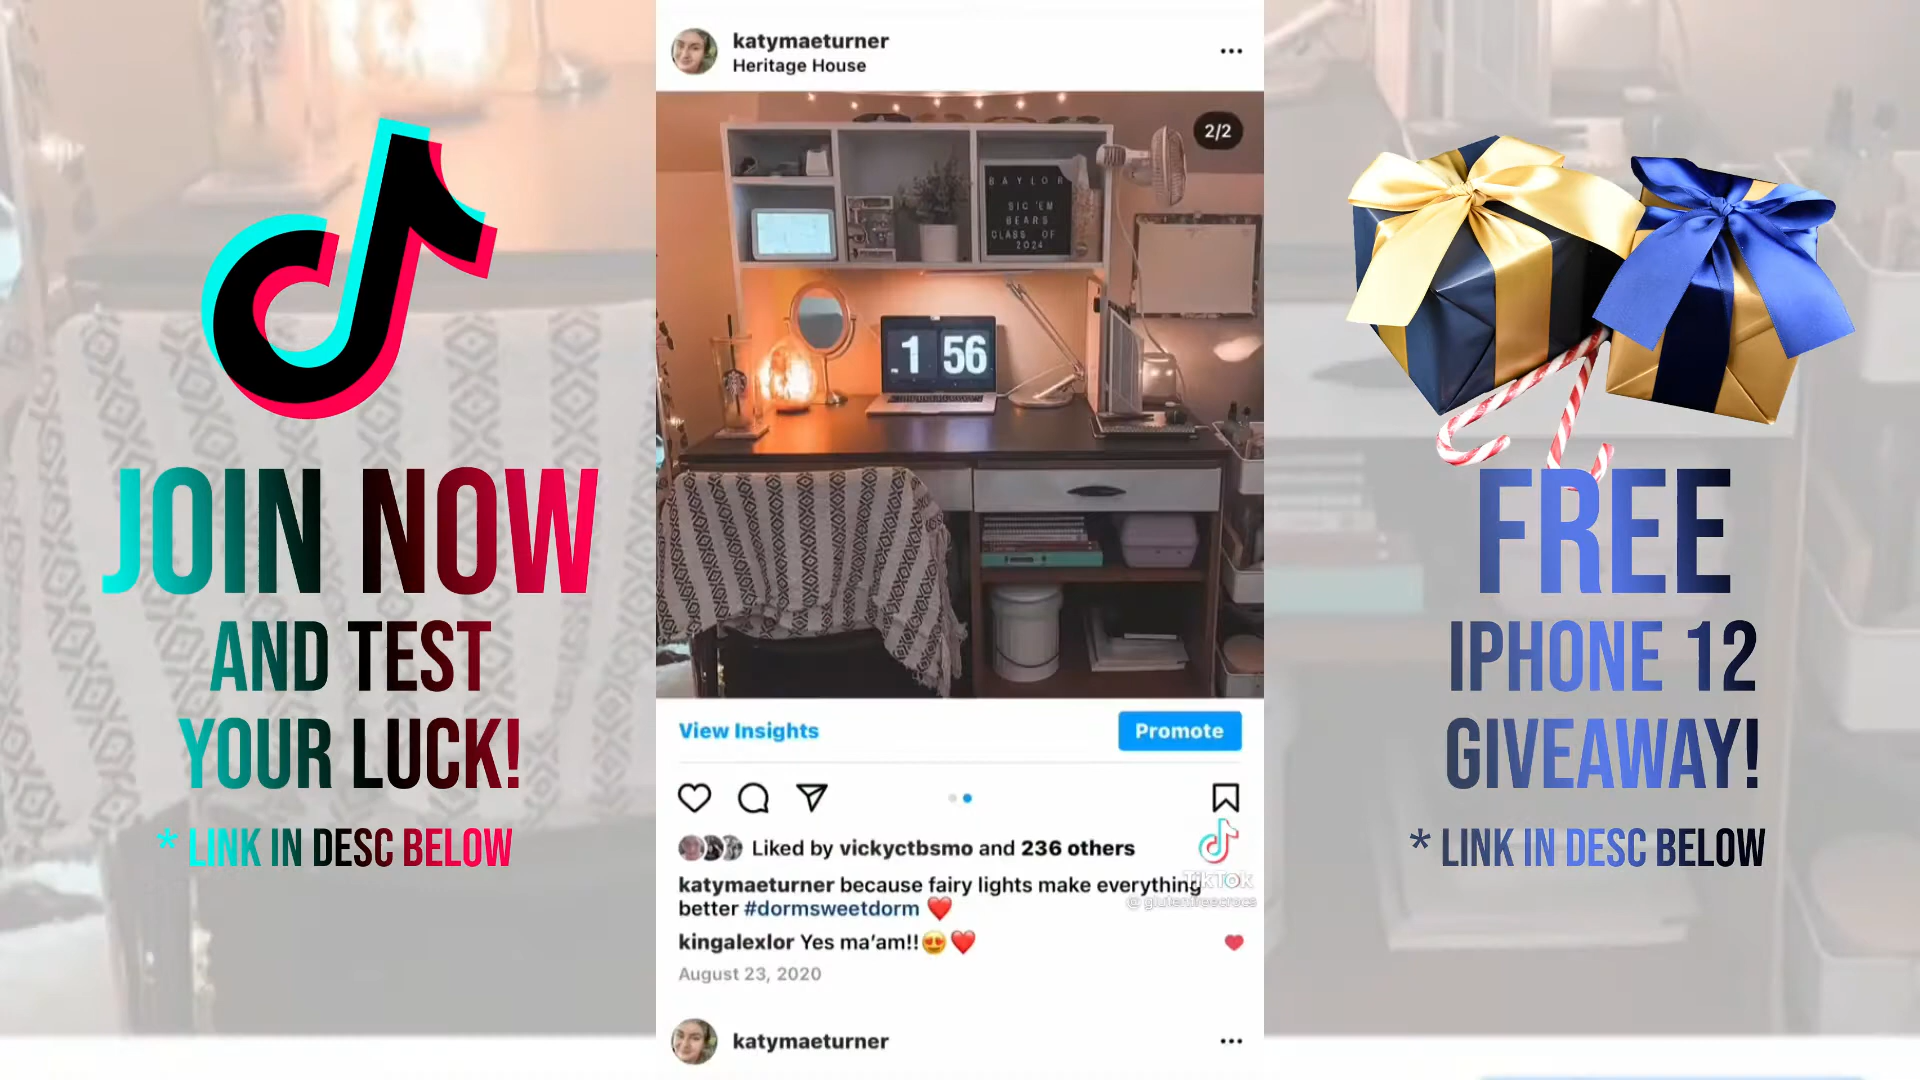 JOIN NOW
AND TEST
YOUR LUCK!
* LINK IN DESC BELOW
katymaeturner
Heritage House
2/2
BAYLOR
SIC 'EM
BEARS
CLASS OF
2024
1 56
View Insights
Promote
Liked by vickyctbsmo and 236 others
katymaeturner because fairy lights make everything
better #dormsweetdorm ❤️
TikTok
@ glutenfreecrocs
kingalexlor Yes ma'am!!😍❤️
August 23, 2020
katymaeturner
FREE
IPHONE 12
GIVEAWAY!
* LINK IN DESC BELOW